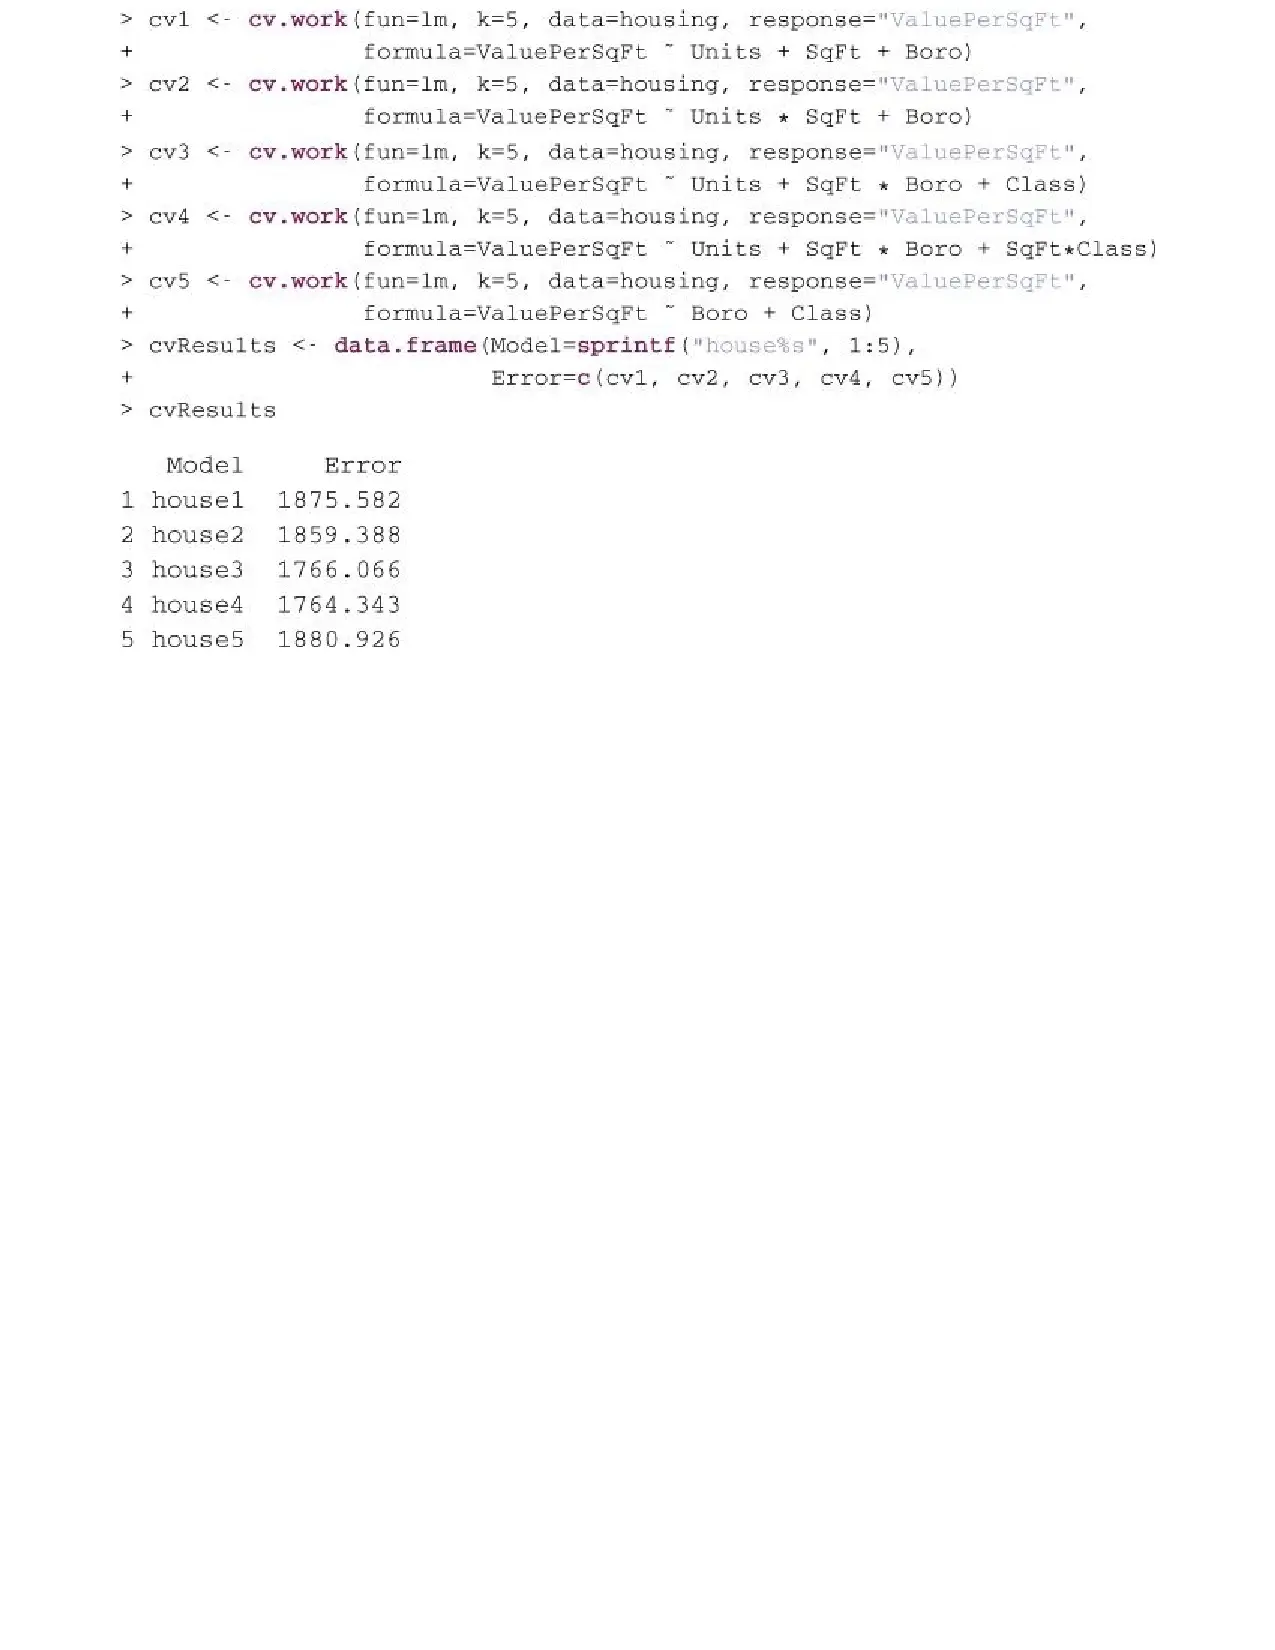 > cv1 <- cv.work(fun=lm, k=5, data=housing, response="ValuePerSqFt",
+                formula=ValuePerSqFt ~ Units + SqFt + Boro)
> cv2 <- cv.work(fun=lm, k=5, data=housing, response="ValuePerSqFt",
+                formula=ValuePerSqFt ~ Units * SqFt + Boro)
> cv3 <- cv.work(fun=lm, k=5, data=housing, response="ValuePerSqFt",
+                formula=ValuePerSqFt ~ Units + SqFt * Boro + Class)
> cv4 <- cv.work(fun=lm, k=5, data=housing, response="ValuePerSqFt",
+                formula=ValuePerSqFt ~ Units + SqFt * Boro + SqFt*Class)
> cv5 <- cv.work(fun=lm, k=5, data=housing, response="ValuePerSqFt",
+                formula=ValuePerSqFt ~ Boro + Class)
> cvResults <- data.frame(Model=sprintf("house%s", 1:5),
+                         Error=c(cv1, cv2, cv3, cv4, cv5))
> cvResults
   Model     Error
1 house1  1875.582
2 house2  1859.388
3 house3  1766.066
4 house4  1764.343
5 house5  1880.926